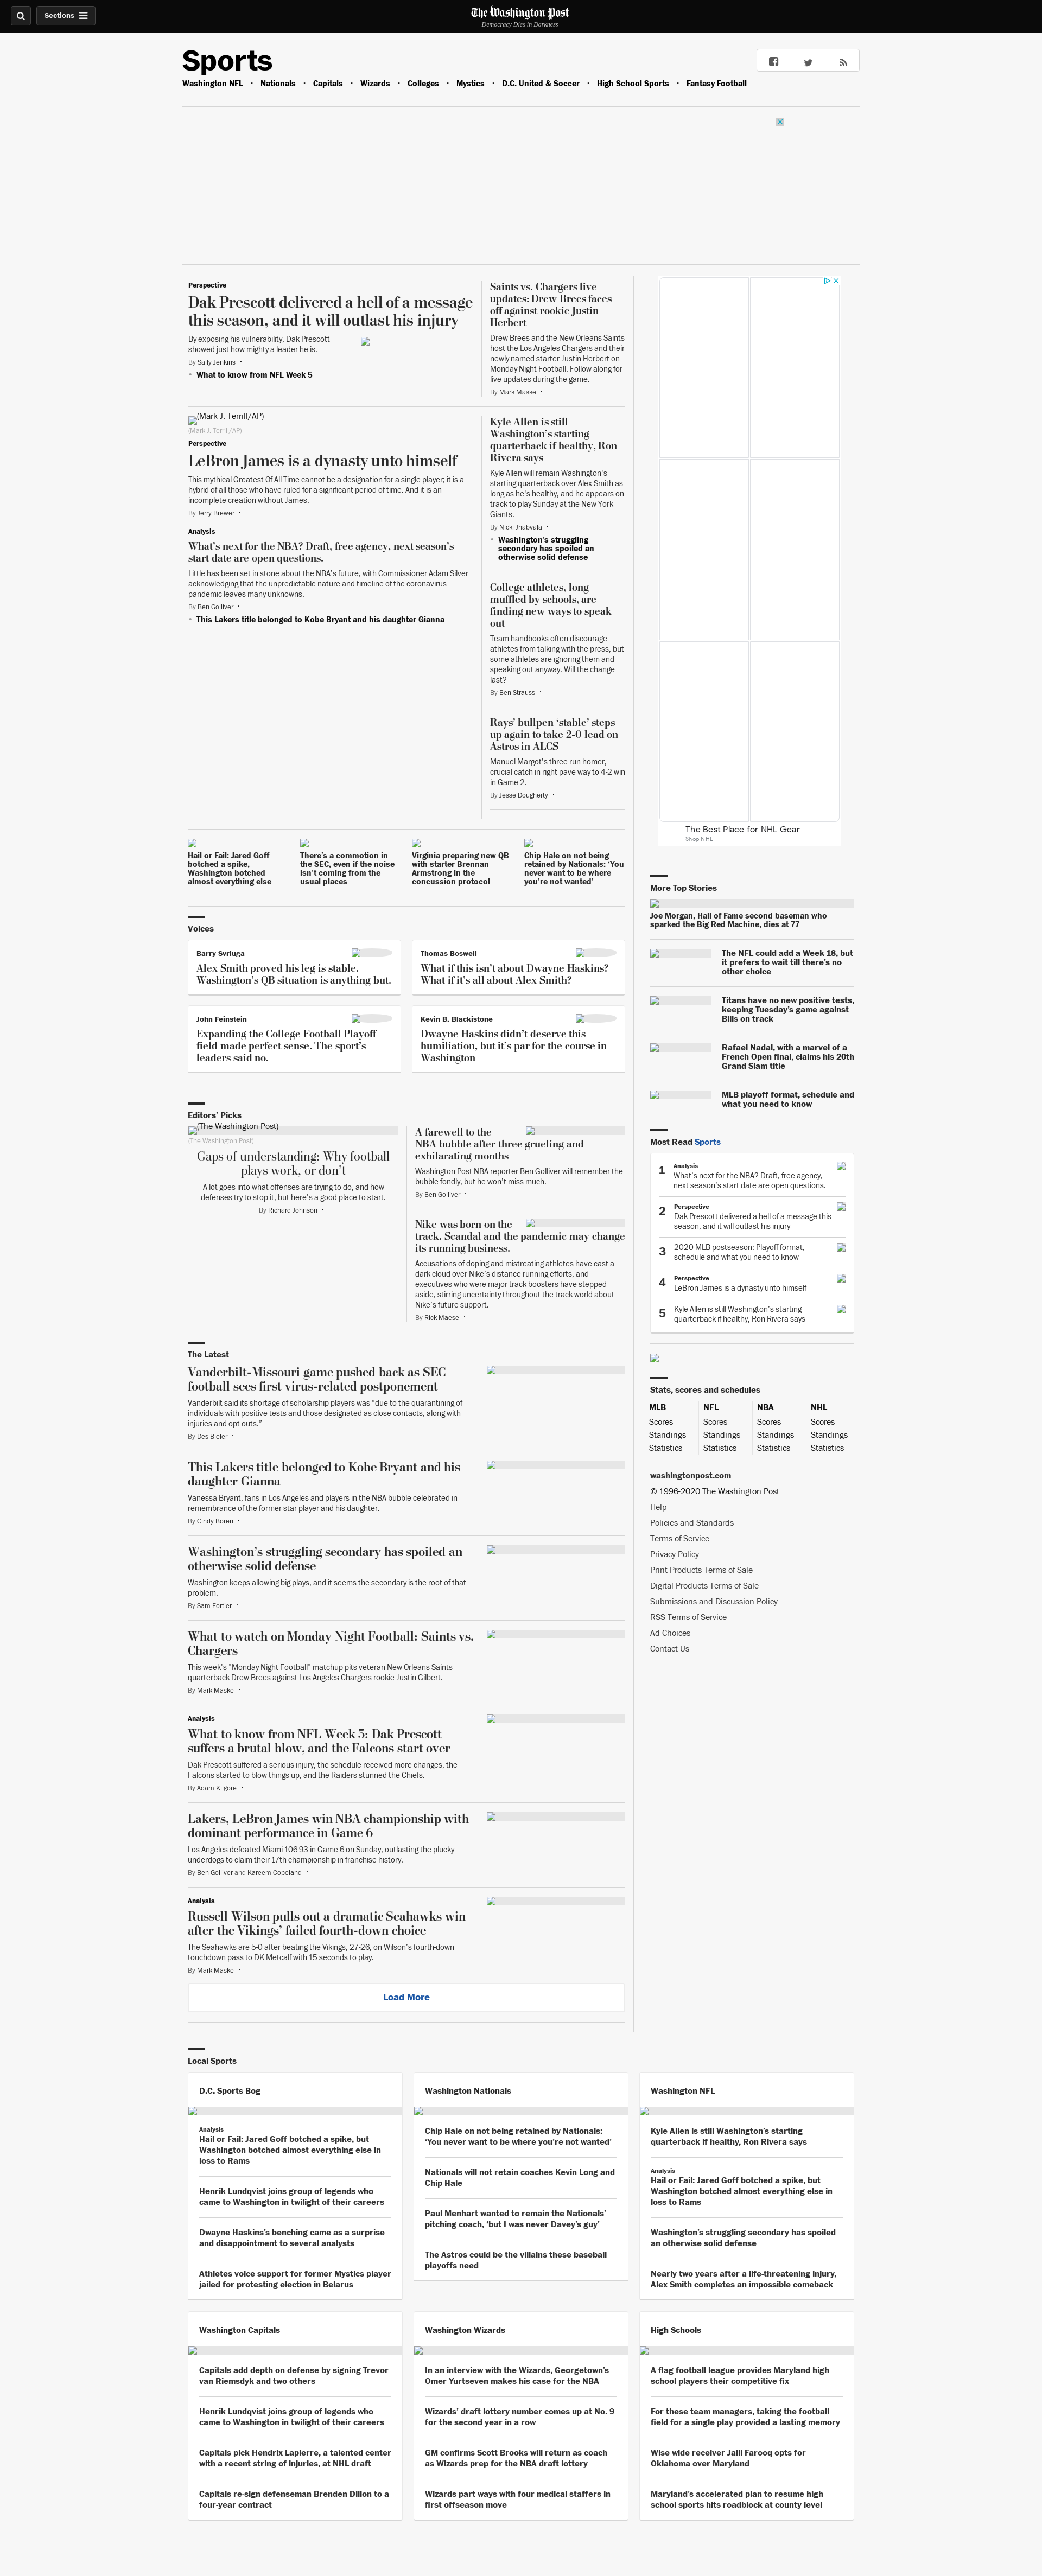 Sections
The Washington Post
Democracy Dies in Darkness
Sports
Washington NFL • Nationals • Capitals • Wizards • Colleges • Mystics • D.C. United & Soccer • High School Sports • Fantasy Football
Perspective
Dak Prescott delivered a hell of a message
this season, and it will outlast his injury
By exposing his vulnerability, Dak Prescott
showed just how mighty a leader he is.
By Sally Jenkins •
• What to know from NFL Week 5
Saints vs. Chargers live
updates: Drew Brees faces
off against rookie Justin
Herbert
Drew Brees and the New Orleans Saints
host the Los Angeles Chargers and their
newly named starter Justin Herbert on
Monday Night Football. Follow along for
live updates during the game.
By Mark Maske •
(Mark J. Terrill/AP)
(Mark J. Terrill/AP)
Perspective
LeBron James is a dynasty unto himself
This mythical Greatest Of All Time cannot be a designation for a single player; it is a
hybrid of all those who have ruled for a significant period of time. And it is an
incomplete creation without James.
By Jerry Brewer •
Analysis
What's next for the NBA? Draft, free agency, next season's
start date are open questions.
Little has been set in stone about the NBA's future, with Commissioner Adam Silver
acknowledging that the unpredictable nature and timeline of the coronavirus
pandemic leaves many unknowns.
By Ben Golliver •
• This Lakers title belonged to Kobe Bryant and his daughter Gianna
Kyle Allen is still
Washington's starting
quarterback if healthy, Ron
Rivera says
Kyle Allen will remain Washington's
starting quarterback over Alex Smith as
long as he's healthy, and he appears on
track to play Sunday at the New York
Giants.
By Nicki Jhabvala •
• Washington's struggling
secondary has spoiled an
otherwise solid defense
College athletes, long
muffled by schools, are
finding new ways to speak
out
Team handbooks often discourage
athletes from talking with the press, but
some athletes are ignoring them and
speaking out anyway. Will the change
last?
By Ben Strauss •
Rays' bullpen 'stable' steps
up again to take 2-0 lead on
Astros in ALCS
Manuel Margot's three-run homer,
crucial catch in right pave way to 4-2 win
in Game 2.
By Jesse Dougherty •
Hail or Fail: Jared Goff
botched a spike,
Washington botched
almost everything else
There's a commotion in
the SEC, even if the noise
isn't coming from the
usual places
Virginia preparing new QB
with starter Brennan
Armstrong in the
concussion protocol
Chip Hale on not being
retained by Nationals: 'You
never want to be where
you're not wanted'
Voices
Barry Svrluga
Alex Smith proved his leg is stable.
Washington's QB situation is anything but.
Thomas Boswell
What if this isn't about Dwayne Haskins?
What if it's all about Alex Smith?
John Feinstein
Expanding the College Football Playoff
field made perfect sense. The sport's
leaders said no.
Kevin B. Blackistone
Dwayne Haskins didn't deserve this
humiliation, but it's par for the course in
Washington
Editors' Picks
(The Washington Post)
(The Washington Post)
Gaps of understanding: Why football
plays work, or don't
A lot goes into what offenses are trying to do, and how
defenses try to stop it, but here's a good place to start.
By Richard Johnson •
A farewell to the
NBA bubble after three grueling and
exhilarating months
Washington Post NBA reporter Ben Golliver will remember the
bubble fondly, but he won't miss much.
By Ben Golliver •
Nike was born on the
track. Scandal and the pandemic may change
its running business.
Accusations of doping and mistreating athletes have cast a
dark cloud over Nike's distance-running efforts, and
executives who were major track boosters have stepped
aside, stirring uncertainty throughout the track world about
Nike's future support.
By Rick Maese •
The Latest
Vanderbilt-Missouri game pushed back as SEC
football sees first virus-related postponement
Vanderbilt said its shortage of scholarship players was "due to the quarantining of
individuals with positive tests and those designated as close contacts, along with
injuries and opt-outs."
By Des Bieler •
This Lakers title belonged to Kobe Bryant and his
daughter Gianna
Vanessa Bryant, fans in Los Angeles and players in the NBA bubble celebrated in
remembrance of the former star player and his daughter.
By Cindy Boren •
Washington's struggling secondary has spoiled an
otherwise solid defense
Washington keeps allowing big plays, and it seems the secondary is the root of that
problem.
By Sam Fortier •
What to watch on Monday Night Football: Saints vs.
Chargers
This week's "Monday Night Football" matchup pits veteran New Orleans Saints
quarterback Drew Brees against Los Angeles Chargers rookie Justin Gilbert.
By Mark Maske •
Analysis
What to know from NFL Week 5: Dak Prescott
suffers a brutal blow, and the Falcons start over
Dak Prescott suffered a serious injury, the schedule received more changes, the
Falcons started to blow things up, and the Raiders stunned the Chiefs.
By Adam Kilgore •
Lakers, LeBron James win NBA championship with
dominant performance in Game 6
Los Angeles defeated Miami 106-93 in Game 6 on Sunday, outlasting the plucky
underdogs to claim their 17th championship in franchise history.
By Ben Golliver and Kareem Copeland •
Analysis
Russell Wilson pulls out a dramatic Seahawks win
after the Vikings' failed fourth-down choice
The Seahawks are 5-0 after beating the Vikings, 27-26, on Wilson's fourth-down
touchdown pass to DK Metcalf with 15 seconds to play.
By Mark Maske •
Load More
The Best Place for NHL Gear
Shop NHL
More Top Stories
Joe Morgan, Hall of Fame second baseman who
sparked the Big Red Machine, dies at 77
The NFL could add a Week 18, but
it prefers to wait till there's no
other choice
Titans have no new positive tests,
keeping Tuesday's game against
Bills on track
Rafael Nadal, with a marvel of a
French Open final, claims his 20th
Grand Slam title
MLB playoff format, schedule and
what you need to know
Most Read Sports
1 Analysis
What's next for the NBA? Draft, free agency,
next season's start date are open questions.
2 Perspective
Dak Prescott delivered a hell of a message this
season, and it will outlast his injury
3 2020 MLB postseason: Playoff format,
schedule and what you need to know
4 Perspective
LeBron James is a dynasty unto himself
5 Kyle Allen is still Washington's starting
quarterback if healthy, Ron Rivera says
Stats, scores and schedules
MLB NFL NBA NHL
Scores Scores Scores Scores
Standings Standings Standings Standings
Statistics Statistics Statistics Statistics
washingtonpost.com
© 1996-2020 The Washington Post
Help
Policies and Standards
Terms of Service
Privacy Policy
Print Products Terms of Sale
Digital Products Terms of Sale
Submissions and Discussion Policy
RSS Terms of Service
Ad Choices
Contact Us
Local Sports
D.C. Sports Bog
Analysis
Hail or Fail: Jared Goff botched a spike, but
Washington botched almost everything else in
loss to Rams
Henrik Lundqvist joins group of legends who
came to Washington in twilight of their careers
Dwayne Haskins's benching came as a surprise
and disappointment to several analysts
Athletes voice support for former Mystics player
jailed for protesting election in Belarus
Washington Nationals
Chip Hale on not being retained by Nationals:
'You never want to be where you're not wanted'
Nationals will not retain coaches Kevin Long and
Chip Hale
Paul Menhart wanted to remain the Nationals'
pitching coach, 'but I was never Davey's guy'
The Astros could be the villains these baseball
playoffs need
Washington NFL
Kyle Allen is still Washington's starting
quarterback if healthy, Ron Rivera says
Analysis
Hail or Fail: Jared Goff botched a spike, but
Washington botched almost everything else in
loss to Rams
Washington's struggling secondary has spoiled
an otherwise solid defense
Nearly two years after a life-threatening injury,
Alex Smith completes an impossible comeback
Washington Capitals
Capitals add depth on defense by signing Trevor
van Riemsdyk and two others
Henrik Lundqvist joins group of legends who
came to Washington in twilight of their careers
Capitals pick Hendrix Lapierre, a talented center
with a recent string of injuries, at NHL draft
Capitals re-sign defenseman Brenden Dillon to a
four-year contract
Washington Wizards
In an interview with the Wizards, Georgetown's
Omer Yurtseven makes his case for the NBA
Wizards' draft lottery number comes up at No. 9
for the second year in a row
GM confirms Scott Brooks will return as coach
as Wizards prep for the NBA draft lottery
Wizards part ways with four medical staffers in
first offseason move
High Schools
A flag football league provides Maryland high
school players their competitive fix
For these team managers, taking the football
field for a single play provided a lasting memory
Wise wide receiver Jalil Farooq opts for
Oklahoma over Maryland
Maryland's accelerated plan to resume high
school sports hits roadblock at county level